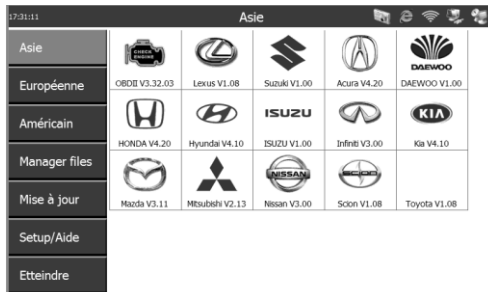 17:31:11
Asie
Asie
Européenne
Américain
Manager files
Mise à jour
Setup/Aide
Etteindre
CHECK
ENGINE
DAEWOO
OBDII V3.32.03
Lexus V1.08
Suzuki V1.00
Acura V4.20
DAEWOO V1.00
ISUZU
KIA
HONDA V4.20
Hyundai V4.10
ISUZU V1.00
Infiniti V3.00
Kia V4.10
NISSAN
SCION
Mazda V3.11
Mitsubishi V2.13
Nissan V3.00
Scion V1.08
Toyota V1.08